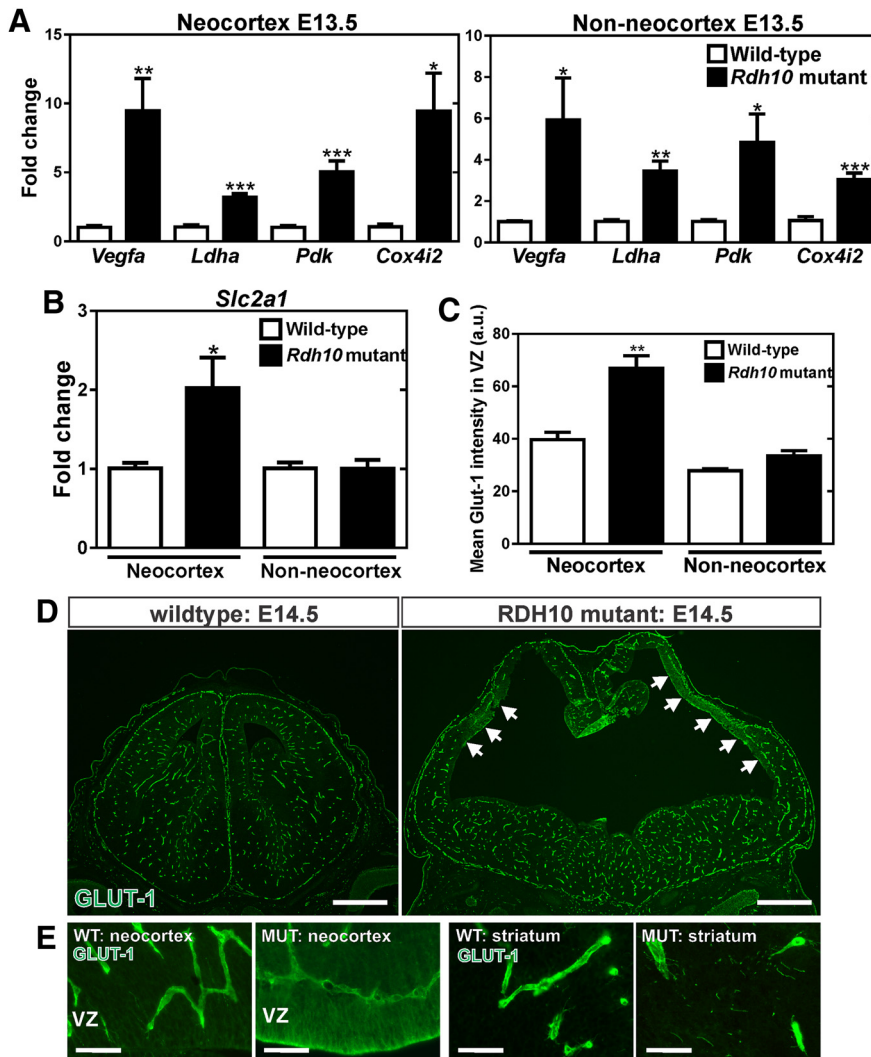 A
Neocortex E13.5
Non-neocortex E13.5
Fold change
15
10
5
0
**
***
***
*
Vegfa Ldha Pdk Cox4i2
10
8
6
4
2
0
Wild-type
Rdh10 mutant
*
**
*
***
Vegfa Ldha Pdk Cox4i2
B
Slc2a1
Fold change
3
2
1
0
Wild-type
Rdh10 mutant
*
Neocortex Non-neocortex
C
Mean Glut-1 intensity in VZ (a.u.)
80
60
40
20
0
Wild-type
Rdh10 mutant
**
Neocortex Non-neocortex
D
wildtype: E14.5
RDH10 mutant: E14.5
GLUT-1
E
WT: neocortex
GLUT-1
VZ
MUT: neocortex
VZ
WT: striatum
GLUT-1
MUT: striatum